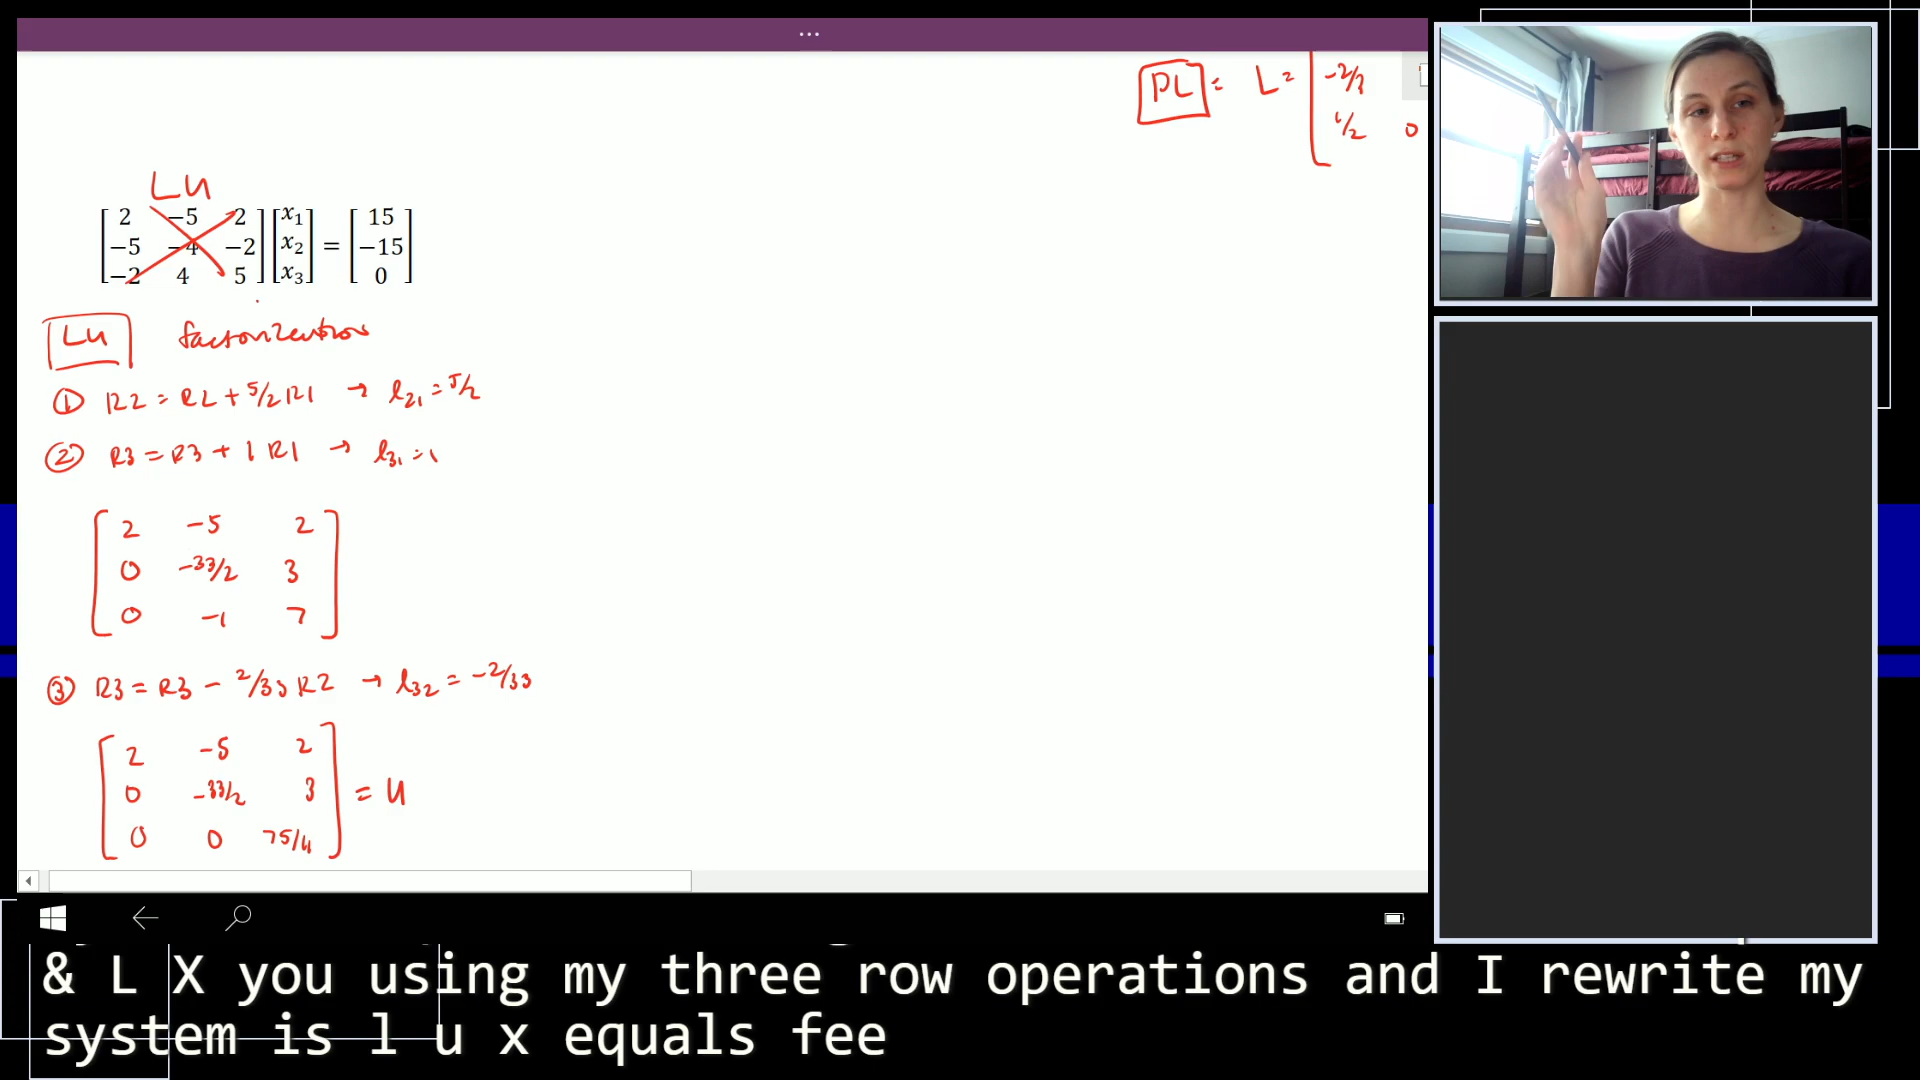 ...
PL = L = -2/3
1/2 0
LU
2 -5 2 x1 15
-5 -4 -2 x2 = -15
-2 4 5 x3 0
LU factorization
① R2 = R2 + 5/2 R1 → l21 = 5/2
② R3 = R3 + 1 R1 → l31 = 1
2 -5 2
0 -33/2 3
0 -1 7
③ R3 = R3 - 2/33 R2 → l32 = -2/33
2 -5 2
0 -33/2 3 = U
0 0 75/11
& L X you using my three row operations and I rewrite my
system is l u x equals fee